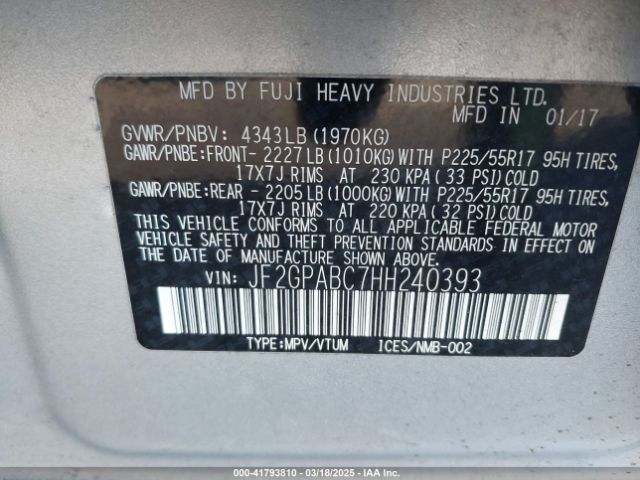 MFD BY FUJI HEAVY INDUSTRIES LTD.
MFD IN 01/17
GVWR/PNBV: 4343LB(1970KG)
GAWR/PNBE:FRONT- 2227LB(1010KG)WITH P225/55R17 95H TIRES,
17X7J RIMS AT 230 KPA( 33 PSI)COLD
GAWR/PNBE:REAR - 2205LB(1000KG)WITH P225/55R17 95H TIRES,
17X7J RIMS AT 220 KPA( 32 PSI)COLD
THIS VEHICLE CONFORMS TO ALL APPLICABLE FEDERAL MOTOR
VEHICLE SAFETY AND THEFT PREVENTION STANDARDS IN EFFECT ON
THE DATE OF MANUFACTURE SHOWN ABOVE.
VIN: JF2GPABC7HH240393
TYPE:MPV/VTUM ICES/NMB-002
000-41793810 | 03/18/2025 | IAA HOLDINGS, LLC